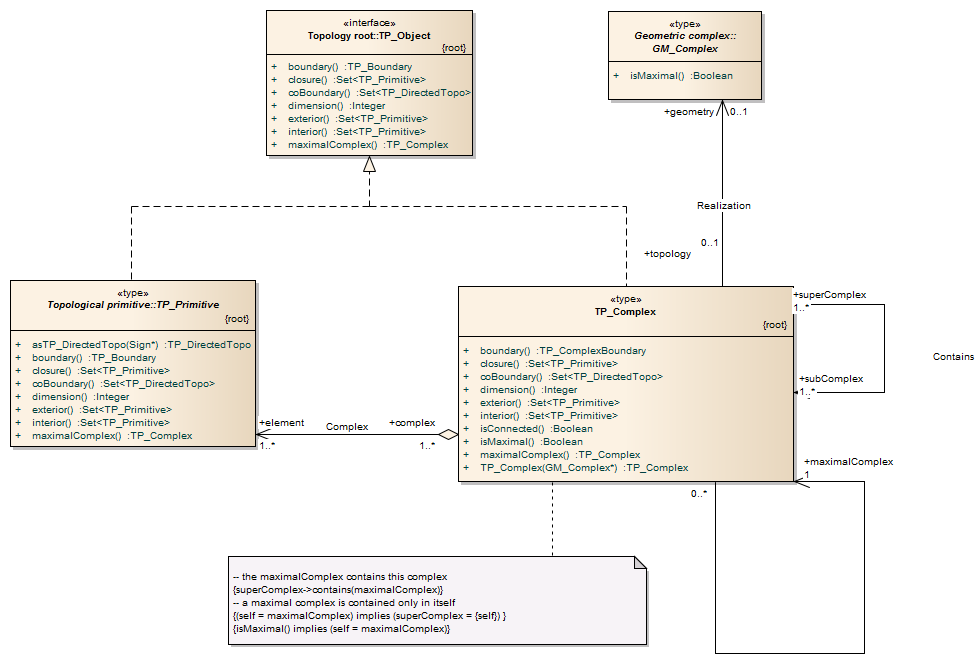 «interface»
Topology root::TP_Object
{root}
+ boundary() :TP_Boundary
+ closure() :Set<TP_Primitive>
+ coBoundary() :Set<TP_DirectedTopo>
+ dimension() :Integer
+ exterior() :Set<TP_Primitive>
+ interior() :Set<TP_Primitive>
+ maximalComplex() :TP_Complex
«type»
Geometric complex::
GM_Complex
+ isMaximal() :Boolean
+geometry
0..1
Realization
0..1
+topology
«type»
Topological primitive::TP_Primitive
{root}
+ asTP_DirectedTopo(Sign*) :TP_DirectedTopo
+ boundary() :TP_Boundary
+ closure() :Set<TP_Primitive>
+ coBoundary() :Set<TP_DirectedTopo>
+ dimension() :Integer
+ exterior() :Set<TP_Primitive>
+ interior() :Set<TP_Primitive>
+ maximalComplex() :TP_Complex
+element
1..*
Complex
+complex
1..*
«type»
TP_Complex
{root}
+ boundary() :TP_ComplexBoundary
+ closure() :Set<TP_Primitive>
+ coBoundary() :Set<TP_DirectedTopo>
+ dimension() :Integer
+ exterior() :Set<TP_Primitive>
+ interior() :Set<TP_Primitive>
+ isConnected() :Boolean
+ isMaximal() :Boolean
+ maximalComplex() :TP_Complex
+ TP_Complex(GM_Complex*) :TP_Complex
+superComplex
1..*
Contains
+subComplex
1..*
+maximalComplex
1
0..*
-- the maximalComplex contains this complex
{superComplex->contains(maximalComplex)}
-- a maximal complex is contained only in itself
{(self = maximalComplex) implies (superComplex = {self}) }
{isMaximal() implies (self = maximalComplex)}